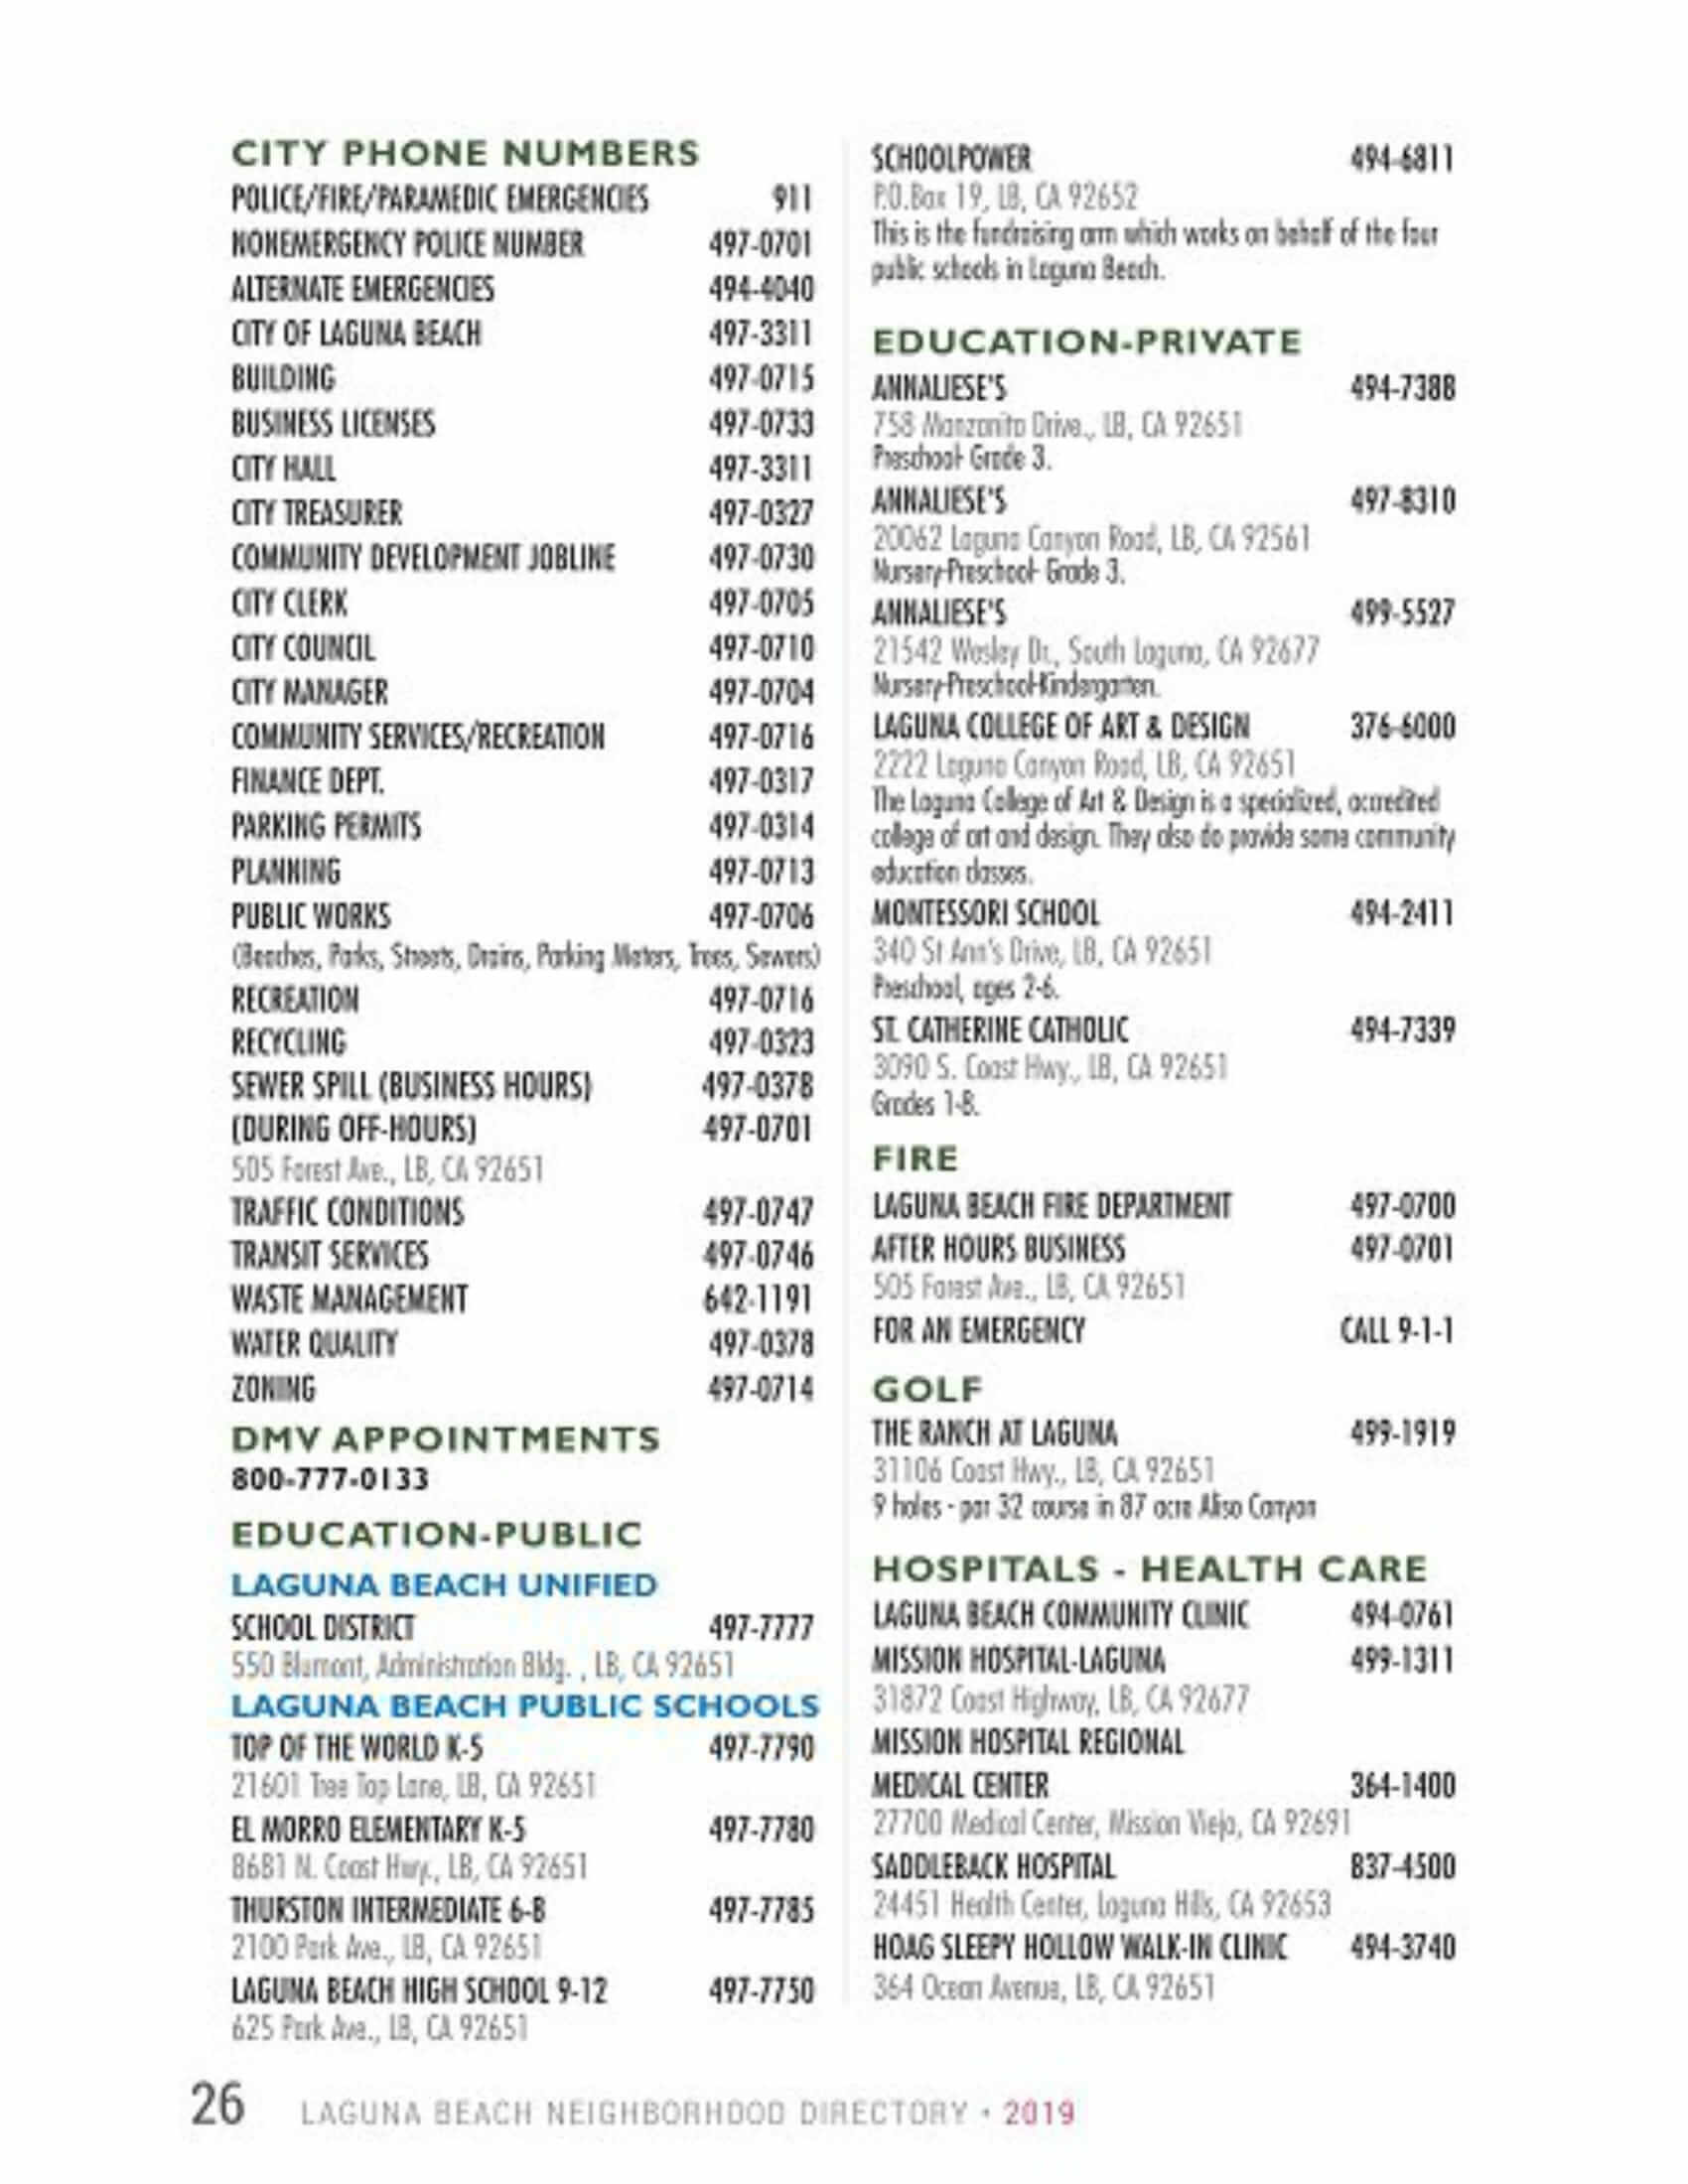 CITY PHONE NUMBERS
POLICE/FIRE/PARAMEDIC EMERGENCIES 911
NONEMERGENCY POLICE NUMBER 497-0701
ALTERNATE EMERGENCIES 494-4040
CITY OF LAGUNA BEACH 497-3311
BUILDING 497-0715
BUSINESS LICENSES 497-0733
CITY HALL 497-3311
CITY TREASURER 497-0327
COMMUNITY DEVELOPMENT JOBLINE 497-0730
CITY CLERK 497-0705
CITY COUNCIL 497-0710
CITY MANAGER 497-0704
COMMUNITY SERVICES/RECREATION 497-0716
FINANCE DEPT. 497-0317
PARKING PERMITS 497-0314
PLANNING 497-0713
PUBLIC WORKS 497-0706
(Beaches, Parks, Streets, Drains, Parking Meters, Trees, Sewers)
RECREATION 497-0716
RECYCLING 497-0323
SEWER SPILL (BUSINESS HOURS) 497-0378
(DURING OFF-HOURS) 497-0701
505 Forest Ave., LB, CA 92651
TRAFFIC CONDITIONS 497-0747
TRANSIT SERVICES 497-0746
WASTE MANAGEMENT 642-1191
WATER QUALITY 497-0378
ZONING 497-0714
DMV APPOINTMENTS
800-777-0133
EDUCATION-PUBLIC
LAGUNA BEACH UNIFIED
SCHOOL DISTRICT 497-7777
550 Blumont, Administration Bldg. , LB, CA 92651
LAGUNA BEACH PUBLIC SCHOOLS
TOP OF THE WORLD K-5 497-7790
21601 Tree Top Lane, LB, CA 92651
EL MORRO ELEMENTARY K-5 497-7780
8681 N. Coast Hwy., LB, CA 92651
THURSTON INTERMEDIATE 6-8 497-7785
2100 Park Ave., LB, CA 92651
LAGUNA BEACH HIGH SCHOOL 9-12 497-7750
625 Park Ave., LB, CA 92651
SCHOOLPOWER 494-6811
P.O.Box 19, LB, CA 92652
This is the fundraising arm which works on behalf of the four
public schools in Laguna Beach.
EDUCATION-PRIVATE
ANNALIESE'S 494-7388
758 Manzanita Drive., LB, CA 92651
Preschool- Grade 3.
ANNALIESE'S 497-8310
20062 Laguna Canyon Road, LB, CA 92561
Nursery-Preschool- Grade 3.
ANNALIESE'S 499-5527
21542 Wesley Dr., South Laguna, CA 92677
Nursery-Preschool-Kindergarten.
LAGUNA COLLEGE OF ART & DESIGN 376-6000
2222 Laguna Canyon Road, LB, CA 92651
The Laguna College of Art & Design is a specialized, accredited
college of art and design. They also do provide some community
education classes.
MONTESSORI SCHOOL 494-2411
340 St Ann's Drive, LB, CA 92651
Preschool, ages 2-6.
ST. CATHERINE CATHOLIC 494-7339
3090 S. Coast Hwy., LB, CA 92651
Grades 1-8.
FIRE
LAGUNA BEACH FIRE DEPARTMENT 497-0700
AFTER HOURS BUSINESS 497-0701
505 Forest Ave., LB, CA 92651
FOR AN EMERGENCY CALL 9-1-1
GOLF
THE RANCH AT LAGUNA 499-1919
31106 Coast Hwy., LB, CA 92651
9 holes - par 32 course in 87 acre Aliso Canyon
HOSPITALS - HEALTH CARE
LAGUNA BEACH COMMUNITY CLINIC 494-0761
MISSION HOSPITAL-LAGUNA 499-1311
31872 Coast Highway, LB, CA 92677
MISSION HOSPITAL REGIONAL
MEDICAL CENTER 364-1400
27700 Medical Center, Mission Viejo, CA 92691
SADDLEBACK HOSPITAL 837-4500
24451 Health Center, Laguna Hills, CA 92653
HOAG SLEEPY HOLLOW WALK-IN CLINIC 494-3740
364 Ocean Avenue, LB, CA 92651
26 LAGUNA BEACH NEIGHBORHOOD DIRECTORY • 2019